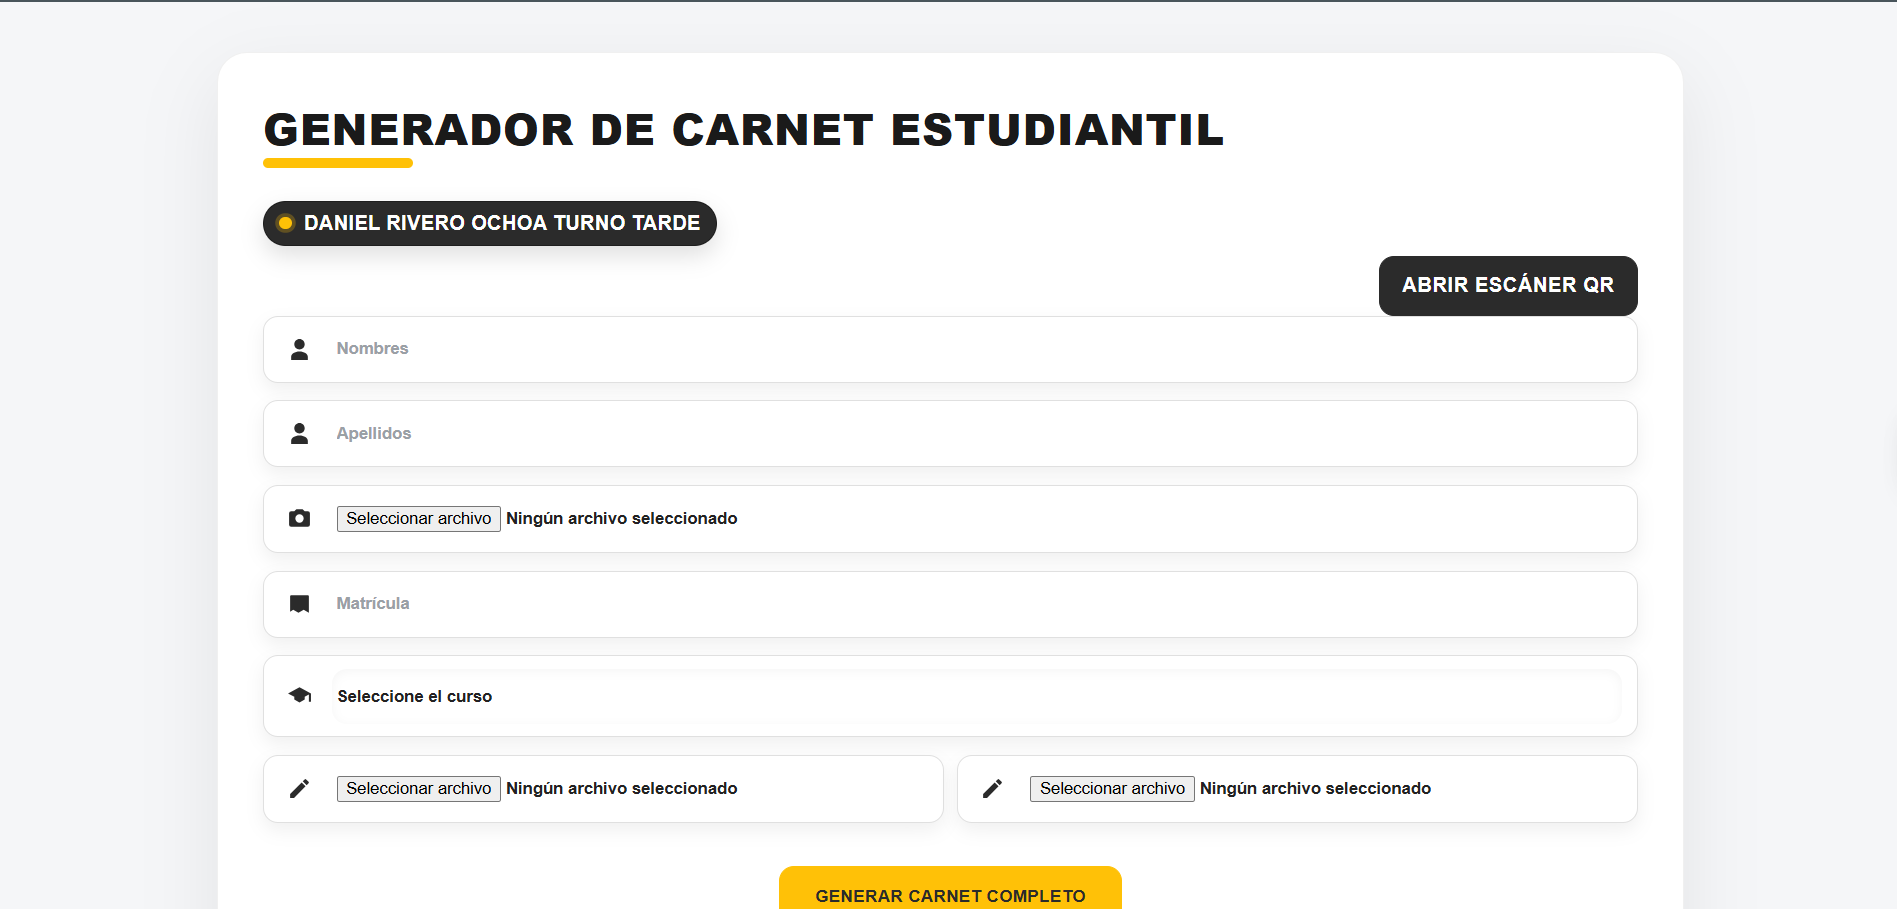 GENERADOR DE CARNET ESTUDIANTIL
DANIEL RIVERO OCHOA TURNO TARDE
ABRIR ESCÁNER QR
Nombres
Apellidos
Seleccionar archivo Ningún archivo seleccionado
Matrícula
Seleccione el curso
Seleccionar archivo Ningún archivo seleccionado
Seleccionar archivo Ningún archivo seleccionado
GENERAR CARNET COMPLETO